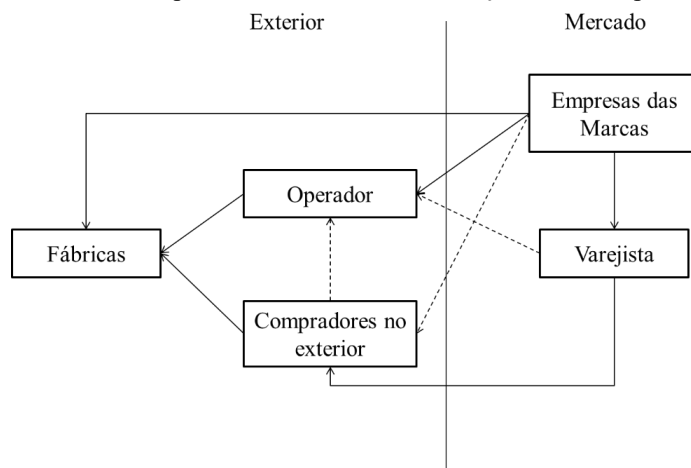 Exterior
Mercado
Empresas das
Marcas
Operador
Fábricas
Varejista
Compradores no
exterior